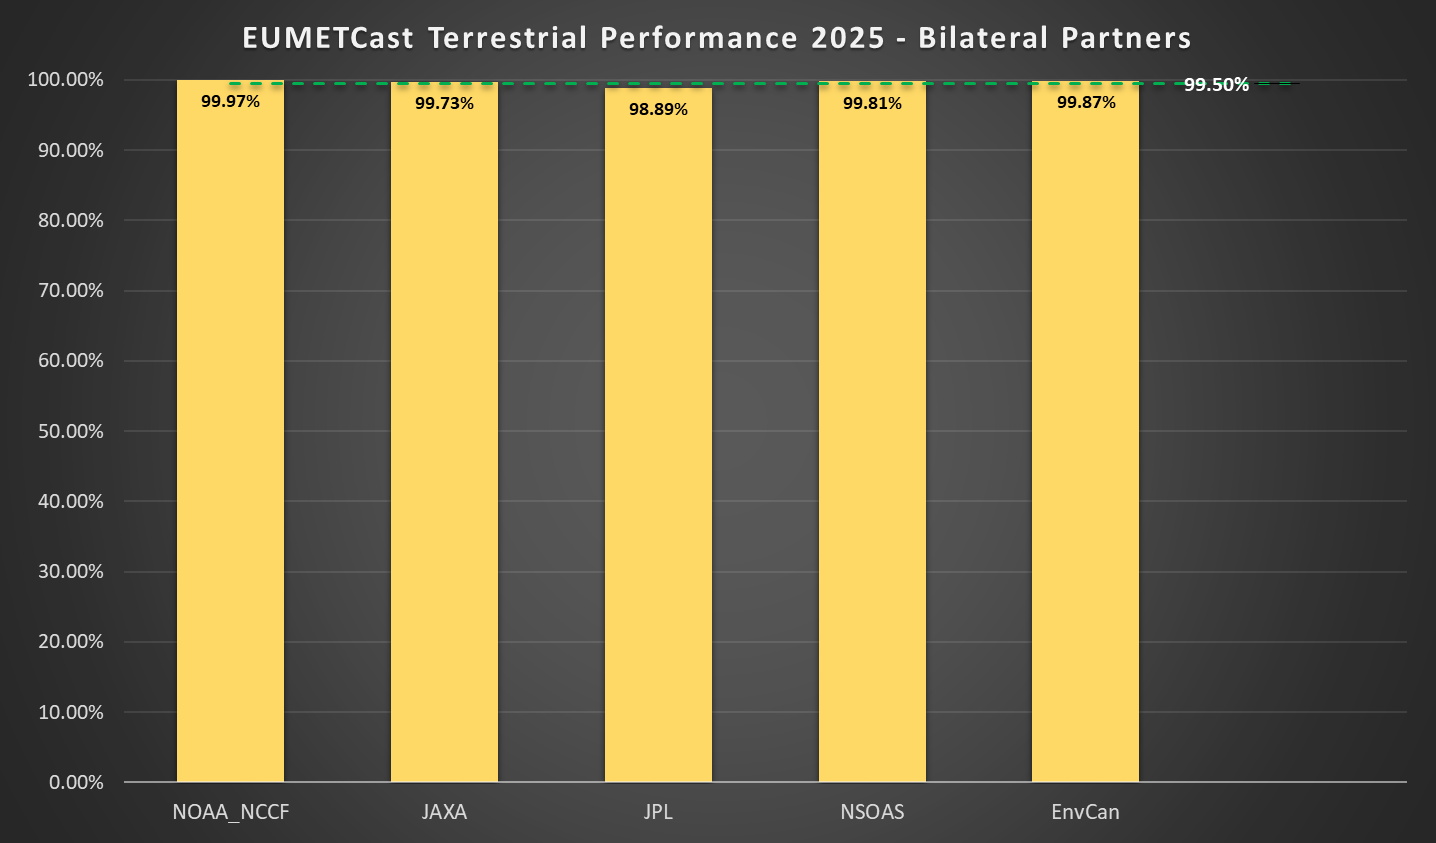 EUMETCast Terrestrial Performance 2025 - Bilateral Partners
100.00%
90.00%
80.00%
70.00%
60.00%
50.00%
40.00%
30.00%
20.00%
10.00%
0.00%
99.97%
99.73%
98.89%
99.81%
99.87%
99.50%
NOAA_NCCF
JAXA
JPL
NSOAS
EnvCan